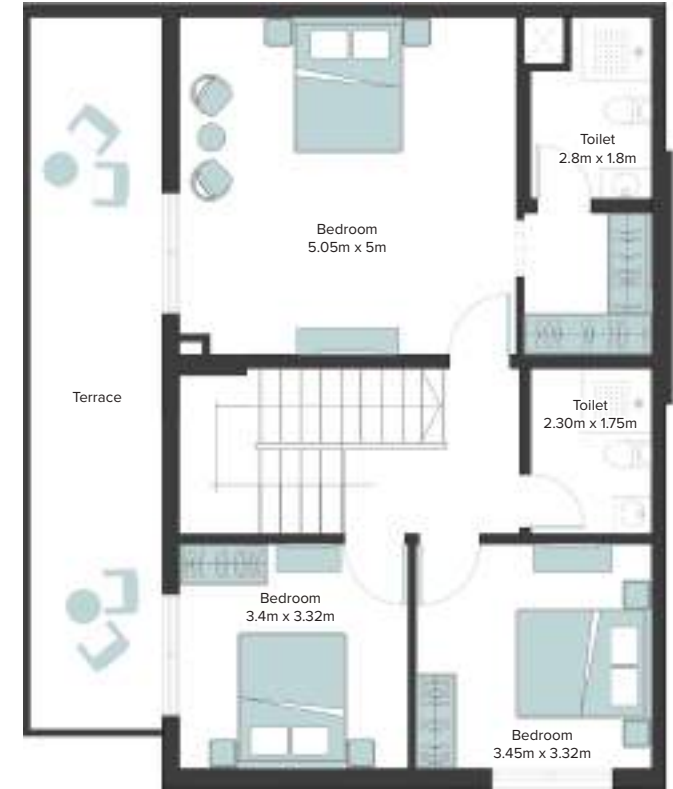 Toilet
2.8m x 1.8m
Bedroom
5.05m x 5m
Terrace
Toilet
2.30m x 1.75m
Bedroom
3.4m x 3.32m
Bedroom
3.45m x 3.32m